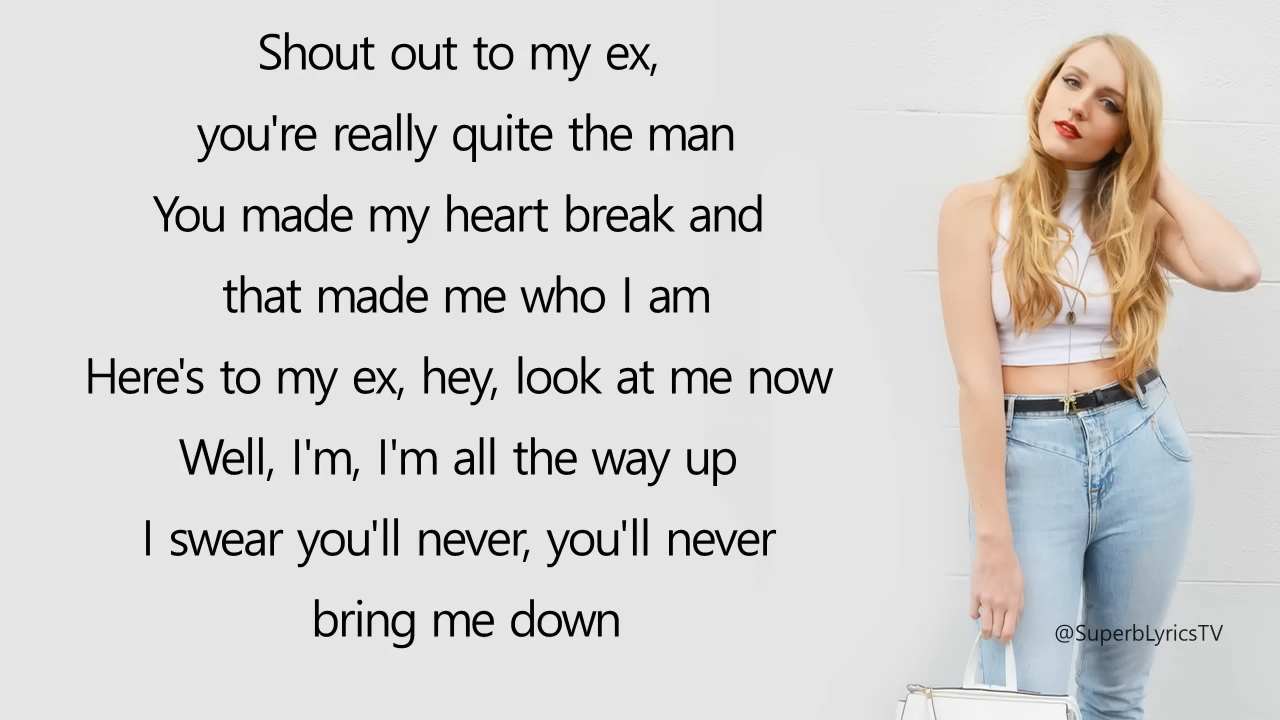 Shout out to my ex,
you're really quite the man
You made my heart break and
that made me who I am
Here's to my ex, hey, look at me now
Well, I'm, I'm all the way up
I swear you'll never, you'll never
bring me down
@SuperbLyricsTV